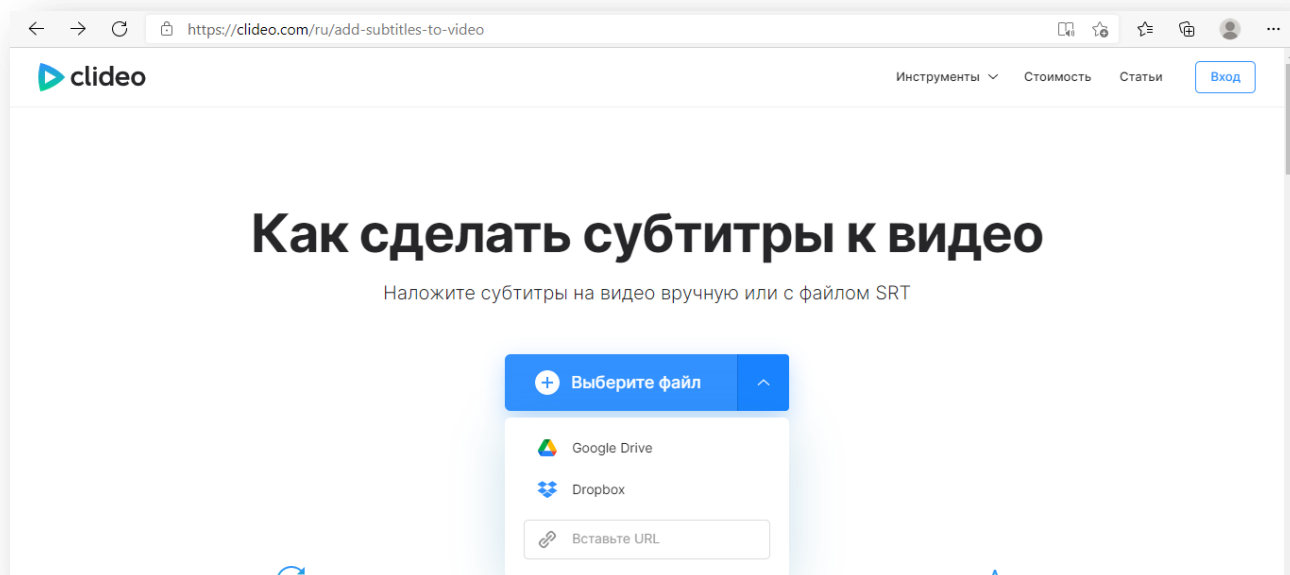 https://clideo.com/ru/add-subtitles-to-video
clideo
Инструменты
Стоимость
Статьи
Вход
Как сделать субтитры к видео
Наложите субтитры на видео вручную или с файлом SRT
Выберите файл
Google Drive
Dropbox
Вставьте URL